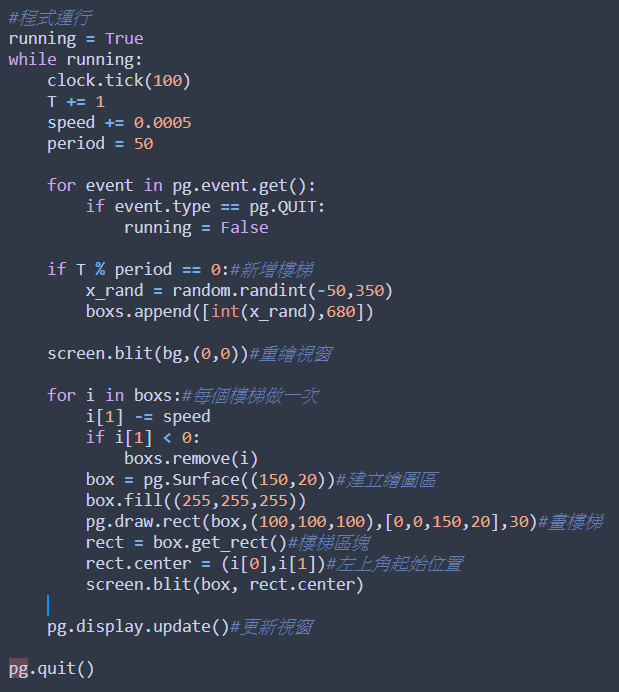 #程式運行
running = True
while running:
    clock.tick(100)
    T += 1
    speed += 0.0005
    period = 50

    for event in pg.event.get():
        if event.type == pg.QUIT:
            running = False

    if T % period == 0:#新增樓梯
        x_rand = random.randint(-50,350)
        boxs.append([int(x_rand),680])

    screen.blit(bg,(0,0))#重繪視窗

    for i in boxs:#每個樓梯做一次
        i[1] -= speed
        if i[1] < 0:
            boxs.remove(i)
        box = pg.Surface((150,20))#建立繪圖區
        box.fill((255,255,255))
        pg.draw.rect(box,(100,100,100),[0,0,150,20],30)#畫樓梯
        rect = box.get_rect()#樓梯區塊
        rect.center = (i[0],i[1])#左上角起始位置
        screen.blit(box, rect.center)

    pg.display.update()#更新視窗

pg.quit()